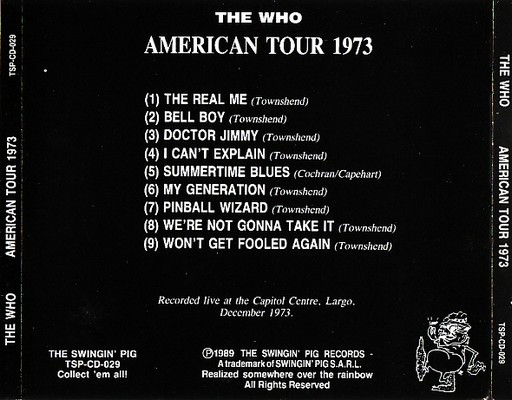 THE WHO
AMERICAN TOUR 1973
(1) THE REAL ME (Townshend)
(2) BELL BOY (Townshend)
(3) DOCTOR JIMMY (Townshend)
(4) I CAN'T EXPLAIN (Townshend)
(5) SUMMERTIME BLUES (Cochran/Capehart)
(6) MY GENERATION (Townshend)
(7) PINBALL WIZARD (Townshend)
(8) WE'RE NOT GONNA TAKE IT (Townshend)
(9) WON'T GET FOOLED AGAIN (Townshend)
Recorded live at the Capitol Centre, Largo,
December 1973.
THE SWINGIN' PIG
TSP-CD-029
Collect 'em all!
Ⓟ1989 THE SWINGIN' PIG RECORDS -
A trademark of SWINGIN' PIG S.A.R.L.
Realized somewhere over the rainbow
All Rights Reserved
THE WHO AMERICAN TOUR 1973 TSP-CD-029
THE WHO AMERICAN TOUR 1973 TSP-CD-029